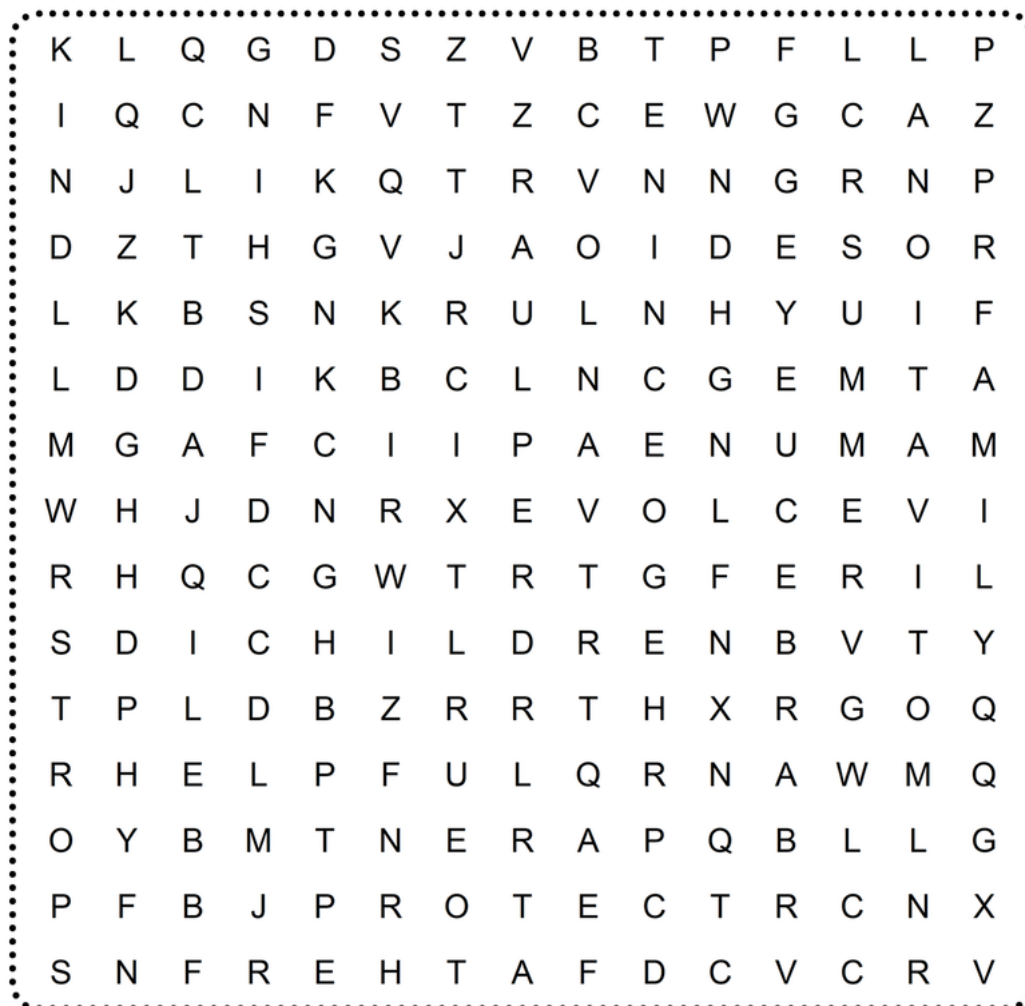 K L Q G D S Z V B T P F L L P
I Q C N F V T Z C E W G C A Z
N J L I K Q T R V N N G R N P
D Z T H G V J A O I D E S O R
L K B S N K R U L N H Y U I F
L D D I K B C L N C G E M T A
M G A F C I I P A E N U M A M
W H J D N R X E V O L C E V I
R H Q C G W T R T G F E R I L
S D I C H I L D R E N B V T Y
T P L D B Z R R T H X R G O Q
R H E L P F U L Q R N A W M Q
O Y B M T N E R A P Q B L L G
P F B J P R O T E C T R C N X
S N F R E H T A F D C V C R V